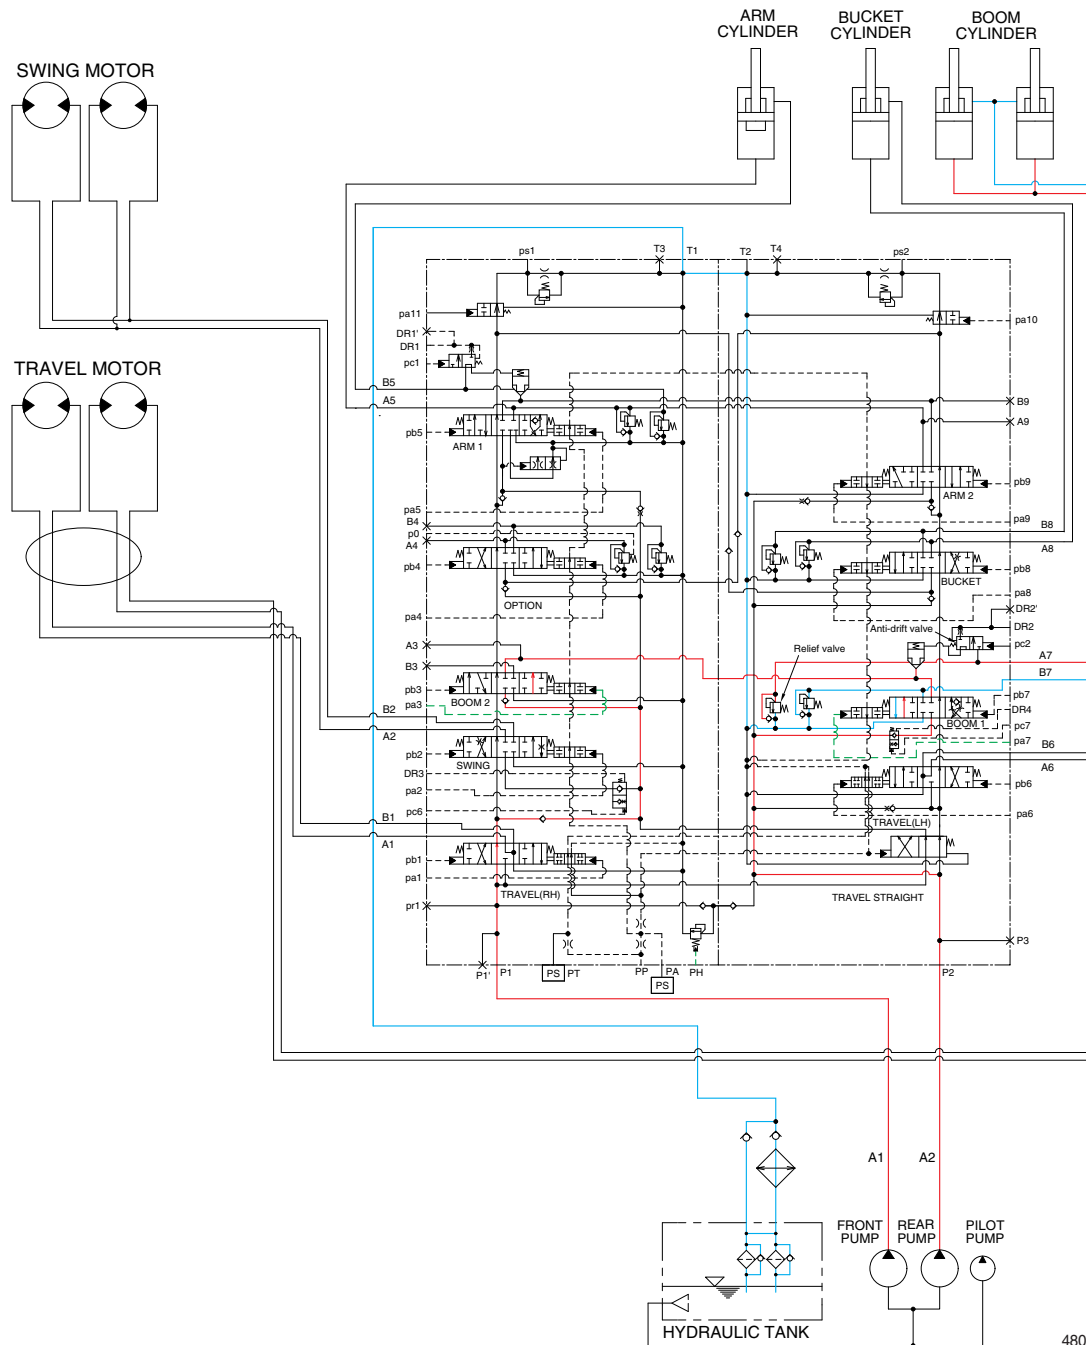 ARM
CYLINDER
BUCKET
CYLINDER
BOOM
CYLINDER
SWING MOTOR
TRAVEL MOTOR
ps1
T3
T1
T2
T4
ps2
pa11
DR1'
DR1
pc1
B5
A5
pb5
ARM 1
pa5
B4
p0
A4
pb4
OPTION
pa4
A3
B3
pb3
BOOM 2
pa3
B2
A2
pb2
SWING
DR3
pa2
pc6
B1
A1
pb1
pa1
TRAVEL(RH)
pr1
P1'
P1
PS
PT
PP
PA
PS
PH
P2
pa10
B9
A9
pb9
ARM 2
pa9
B8
A8
pb8
BUCKET
pa8
DR2'
DR2
Anti-drift valve
pc2
Relief valve
A7
B7
pb7
DR4
BOOM 1
pc7
pa7
B6
A6
pb6
pa6
TRAVEL(LH)
TRAVEL STRAIGHT
P3
A1
A2
FRONT
PUMP
REAR
PUMP
PILOT
PUMP
HYDRAULIC TANK
480